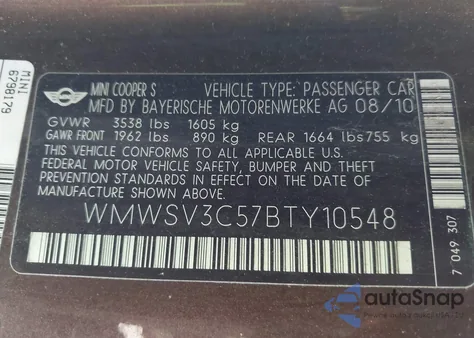 MINI COOPER S VEHICLE TYPE: PASSENGER CAR
MFD BY BAYERISCHE MOTORENWERKE AG 08/10
GVWR 3538 lbs 1605 kg
GAWR FRONT 1962 lbs 890 kg REAR 1664 lbs 755 kg
THIS VEHICLE CONFORMS TO ALL APPLICABLE U.S.
FEDERAL MOTOR VEHICLE SAFETY, BUMPER AND THEFT
PREVENTION STANDARDS IN EFFECT ON THE DATE OF
MANUFACTURE SHOWN ABOVE.
WMWSV3C57BTY10548
7 049 307
MINI
6798179
autoSnap